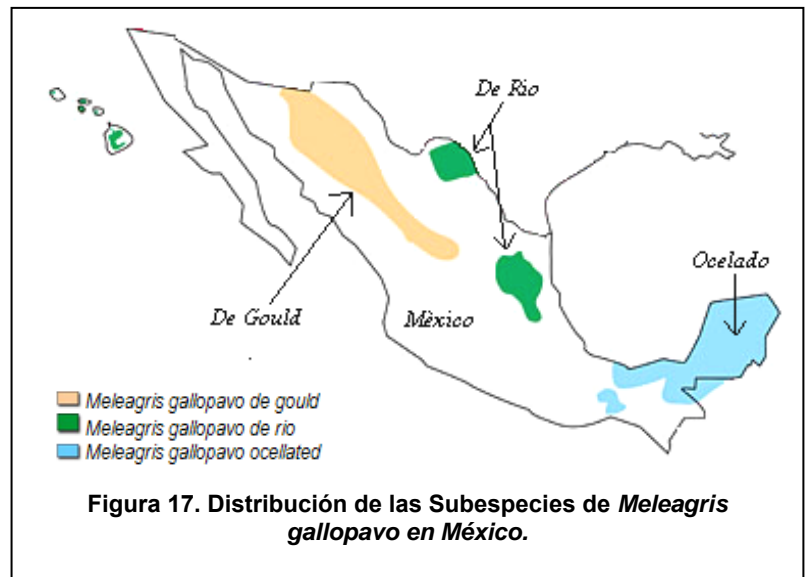 De Rio
Ocelado
De Gould
Mèxico
Meleagris gallopavo de gould
Meleagris gallopavo de rio
Meleagris gallopavo ocellated
Figura 17. Distribución de las Subespecies de Meleagris
gallopavo en México.